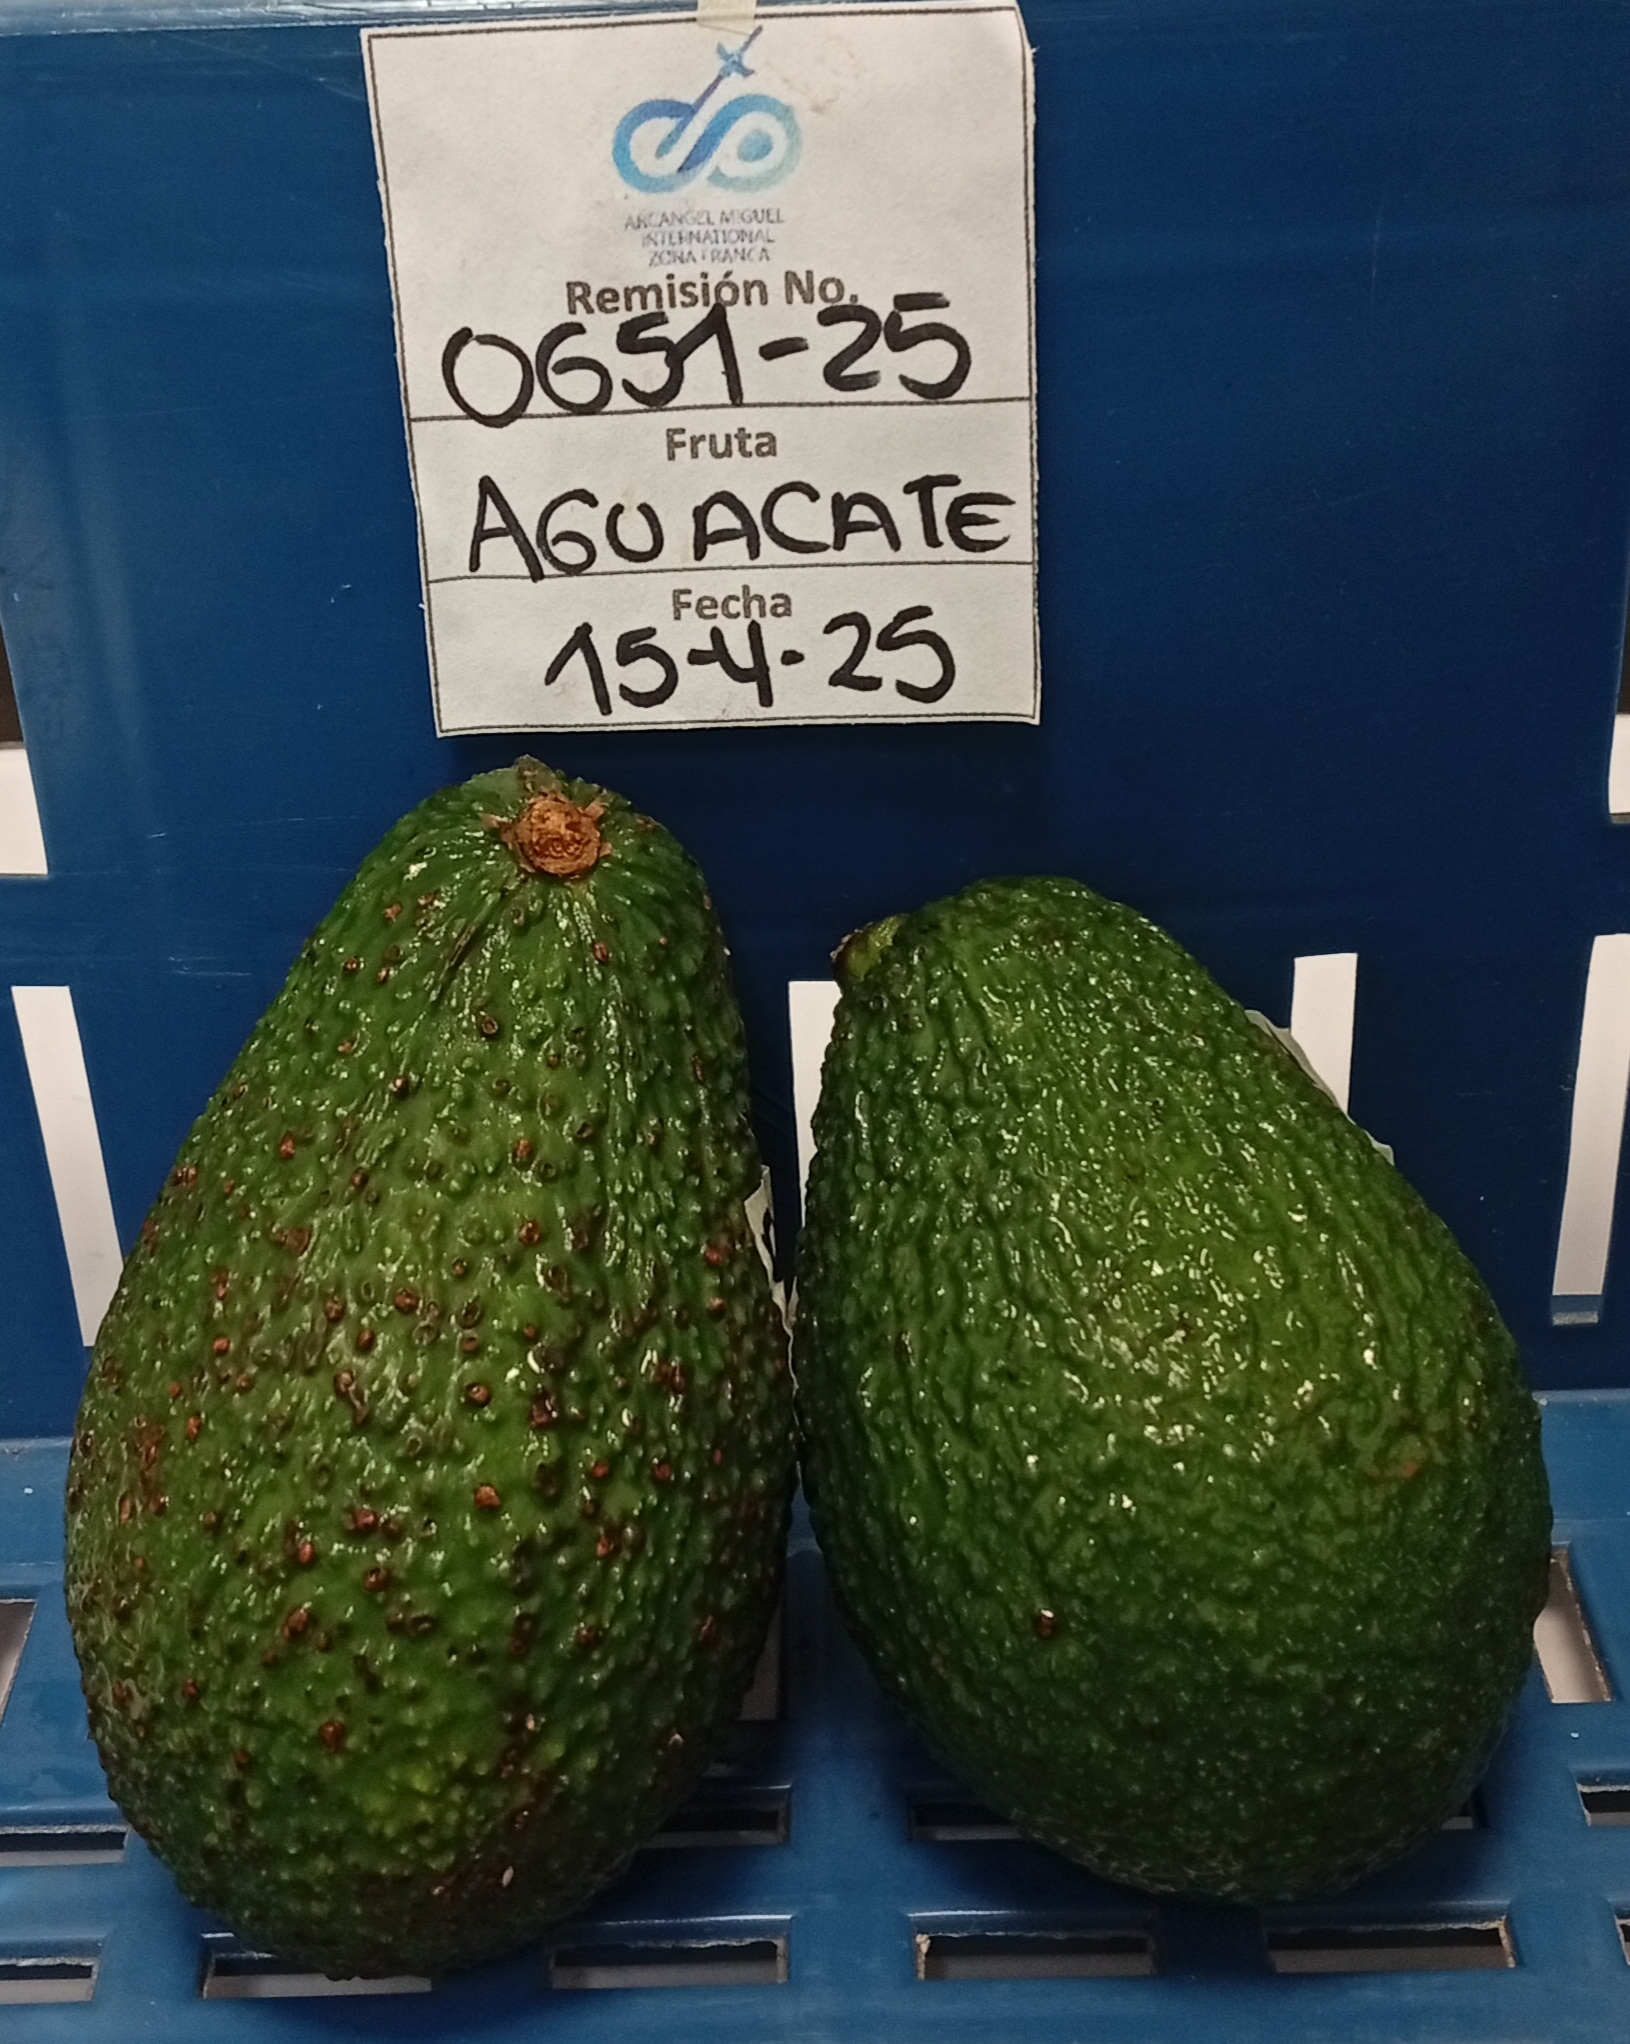 ARCANGEL MIGUEL
INTERNATIONAL
ZONA FRANCA
Remisión No.
0651-25
Fruta
AGUACATE
Fecha
15-4-25